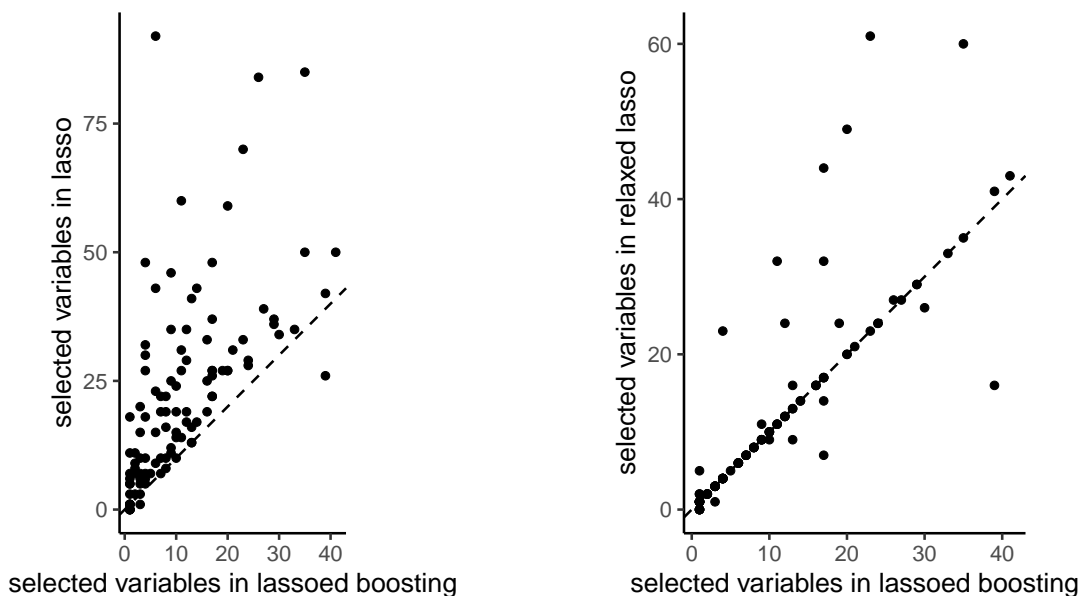 selected variables in lasso
75
50
25
0
0 10 20 30 40
selected variables in lassoed boosting
selected variables in relaxed lasso
60
40
20
0
0 10 20 30 40
selected variables in lassoed boosting